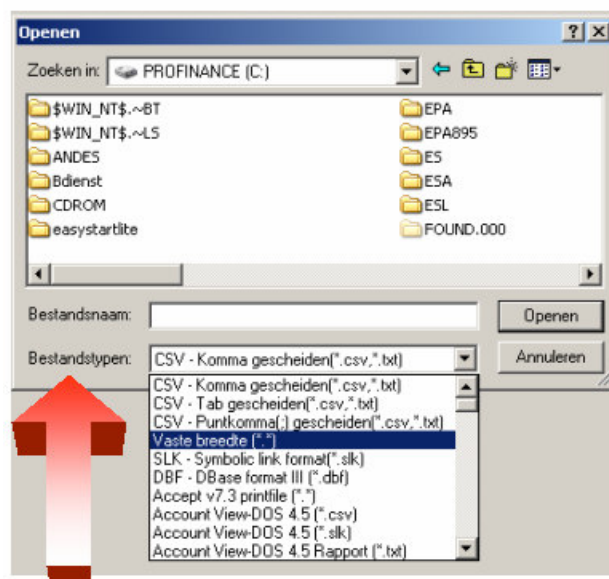 Openen
Zoeken in: PROFINANCE (C:)
$WIN_NT$.~BT
$WIN_NT$.~LS
ANDES
Bdienst
CDROM
easystartlite
EPA
EPA895
ES
ESA
ESL
FOUND.000
Bestandsnaam:
Openen
Bestandstypen: CSV - Komma gescheiden(*.csv,*.txt)
Annuleren
CSV - Komma gescheiden(*.csv,*.txt)
CSV - Tab gescheiden(*.csv,*.txt)
CSV - Puntkomma(;) gescheiden(*.csv,*.txt)
Vaste breedte (*.*)
SLK - Symbolic link format(*.slk)
DBF - DBase format III (*.dbf)
Accept v7.3 printfile (*.*)
Account View-DOS 4.5 (*.csv)
Account View-DOS 4.5 (*.slk)
Account View-DOS 4.5 Rapport (*.txt)